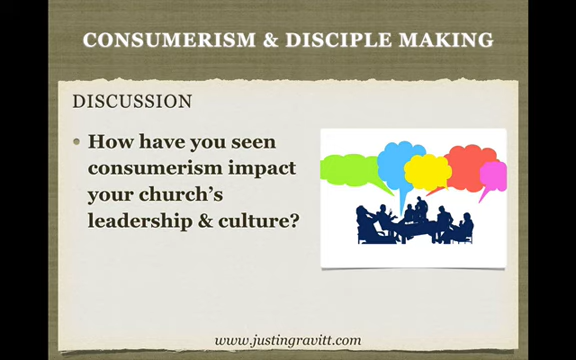 CONSUMERISM & DISCIPLE MAKING
DISCUSSION
• How have you seen
consumerism impact
your church's
leadership & culture?
www.justingravitt.com